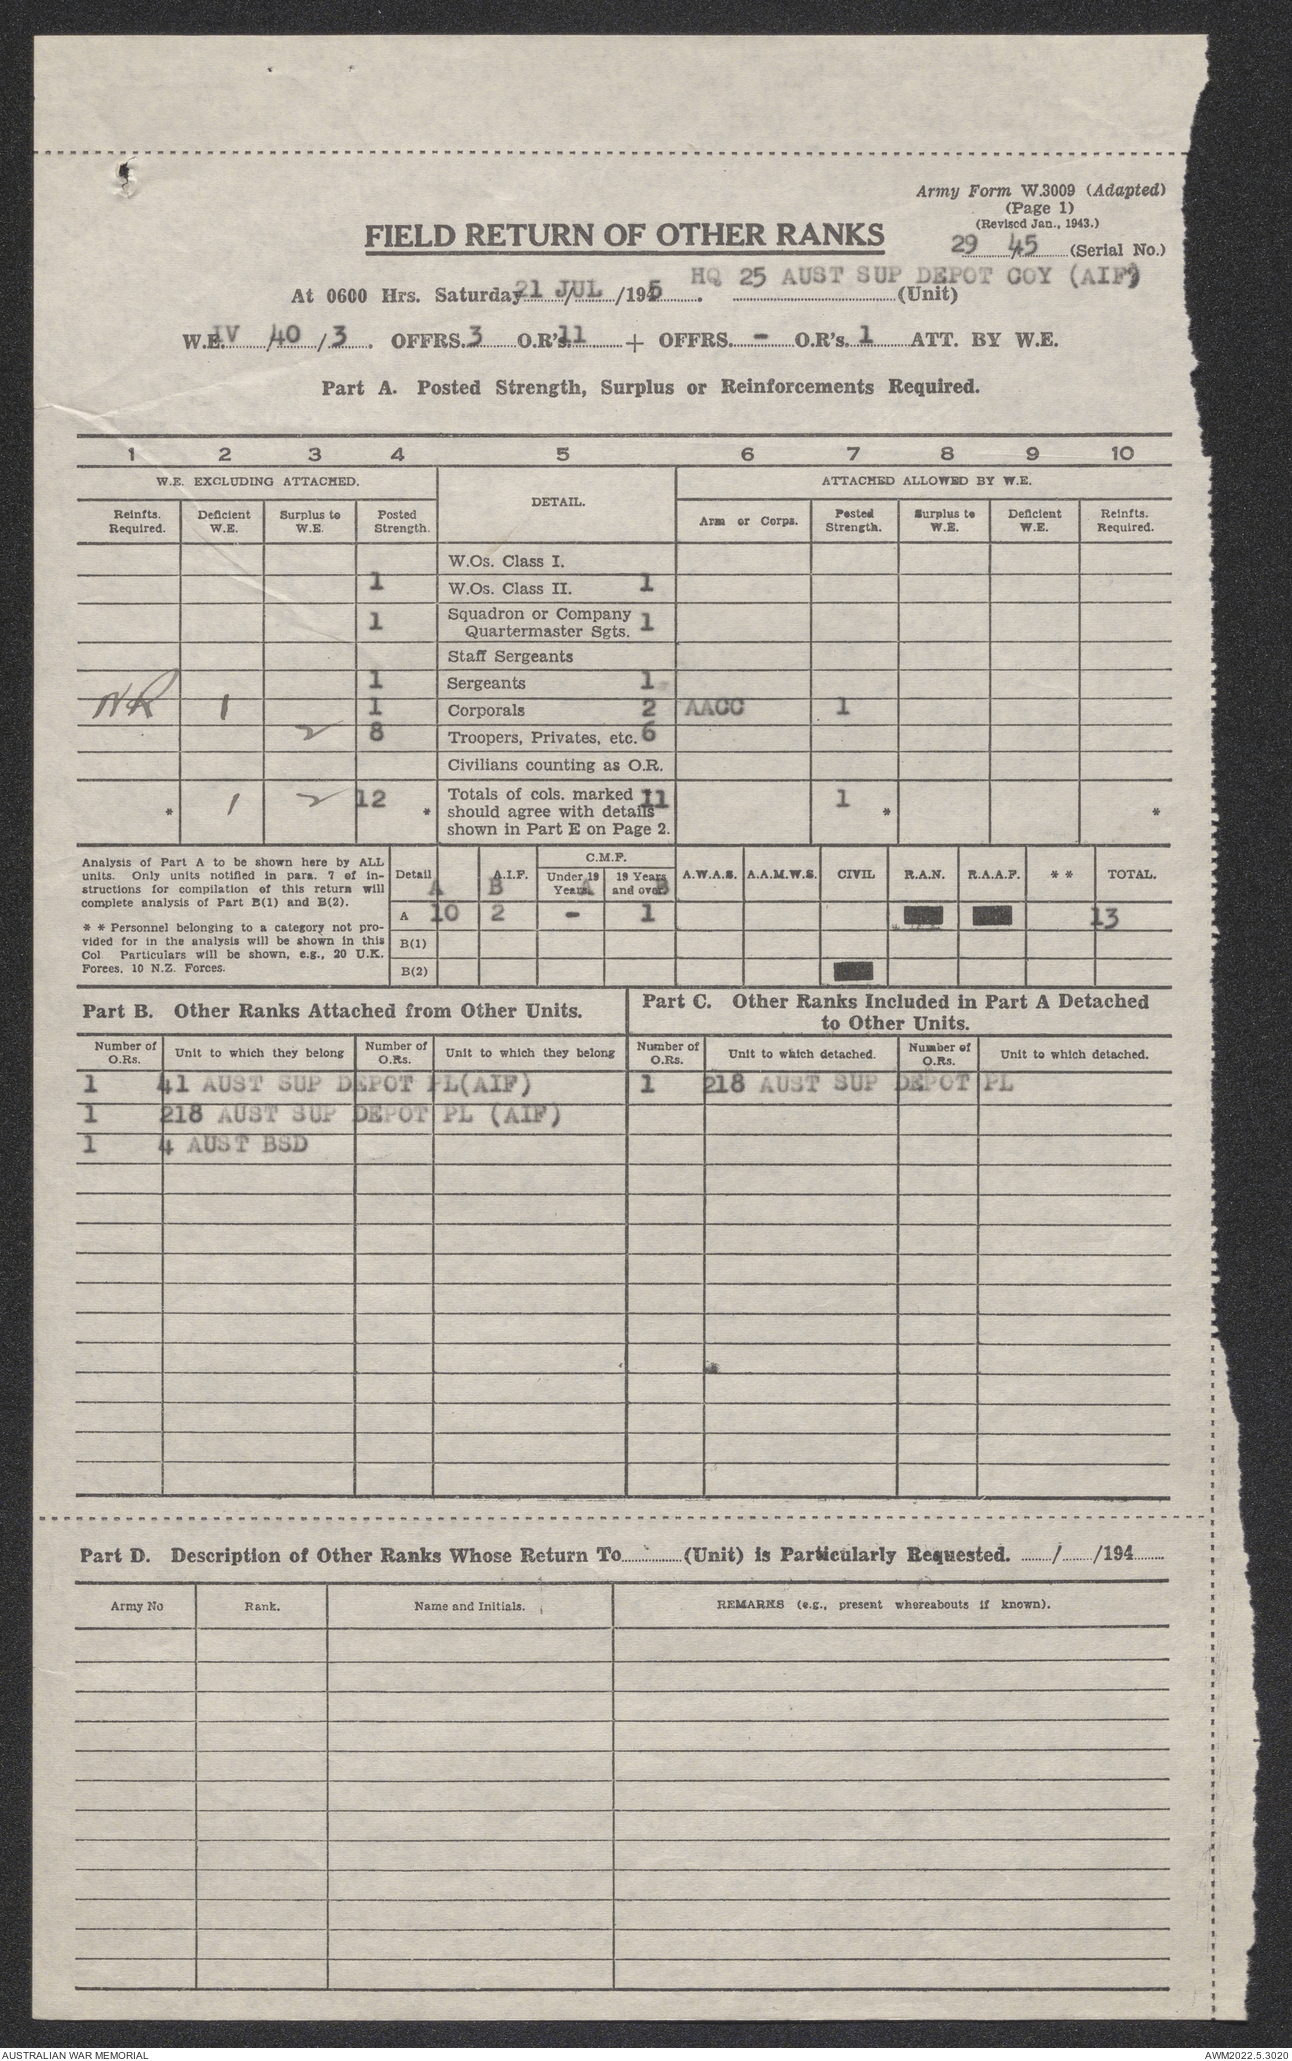 Army Form W.3009 (Adapted)
(Page 1)
(Revised Jan., 1943.)
FIELD RETURN OF OTHER RANKS
29 45 (Serial No.)
HQ 25 AUST SUP DEPOT COY (AIF)
At 0600 Hrs. Saturday 21 / JUL /1945. (Unit)
W.E. IV /40 /3 . OFFRS. 3 O.R's. 11 + OFFRS. - O.R's. 1 ATT. BY W.E.
Part A. Posted Strength, Surplus or Reinforcements Required.
1 2 3 4 5 6 7 8 9 10
W.E. EXCLUDING ATTACHED. DETAIL. ATTACHED ALLOWED BY W.E.
Reinfts. Required. Deficient W.E. Surplus to W.E. Posted Strength. Arm or Corps. Posted Strength. Surplus to W.E. Deficient W.E. Reinfts. Required.
W.Os. Class I.
1 W.Os. Class II. 1
1 Squadron or Company Quartermaster Sgts. 1
Staff Sergeants
1 Sergeants 1
NR 1 1 Corporals 2 AACC 1
2 8 Troopers, Privates, etc. 6
Civilians counting as O.R.
* 1 2 12 * Totals of cols. marked * 11 1 * *
should agree with details
shown in Part E on Page 2.
Analysis of Part A to be shown here by ALL
units. Only units notified in para. 7 of in-
structions for compilation of this return will
complete analysis of Part B(1) and B(2).
* * Personnel belonging to a category not pro-
vided for in the analysis will be shown in this
Col Particulars will be shown, e.g., 20 U.K.
Forces, 10 N.Z. Forces.
C.M.F.
Detail A.I.F. Under 19 Years. 19 Years and over. A.W.A.S. A.A.M.W.S. CIVIL R.A.N. R.A.A.F. * * TOTAL.
A B A B
A 10 2 - 1 13
B(1)
B(2)
Part B. Other Ranks Attached from Other Units.
Part C. Other Ranks Included in Part A Detached
to Other Units.
Number of O.Rs. Unit to which they belong Number of O.Rs. Unit to which they belong Number of O.Rs. Unit to which detached. Number of O.Rs. Unit to which detached.
1 41 AUST SUP DEPOT PL(AIF) 1 218 AUST SUP DEPOT PL
1 218 AUST SUP DEPOT PL (AIF)
1 4 AUST BSD
Part D. Description of Other Ranks Whose Return To (Unit) is Particularly Requested. / /194
Army No Rank. Name and Initials. REMARKS (e.g., present whereabouts if known).
AUSTRALIAN WAR MEMORIAL AWM2022.5.3020